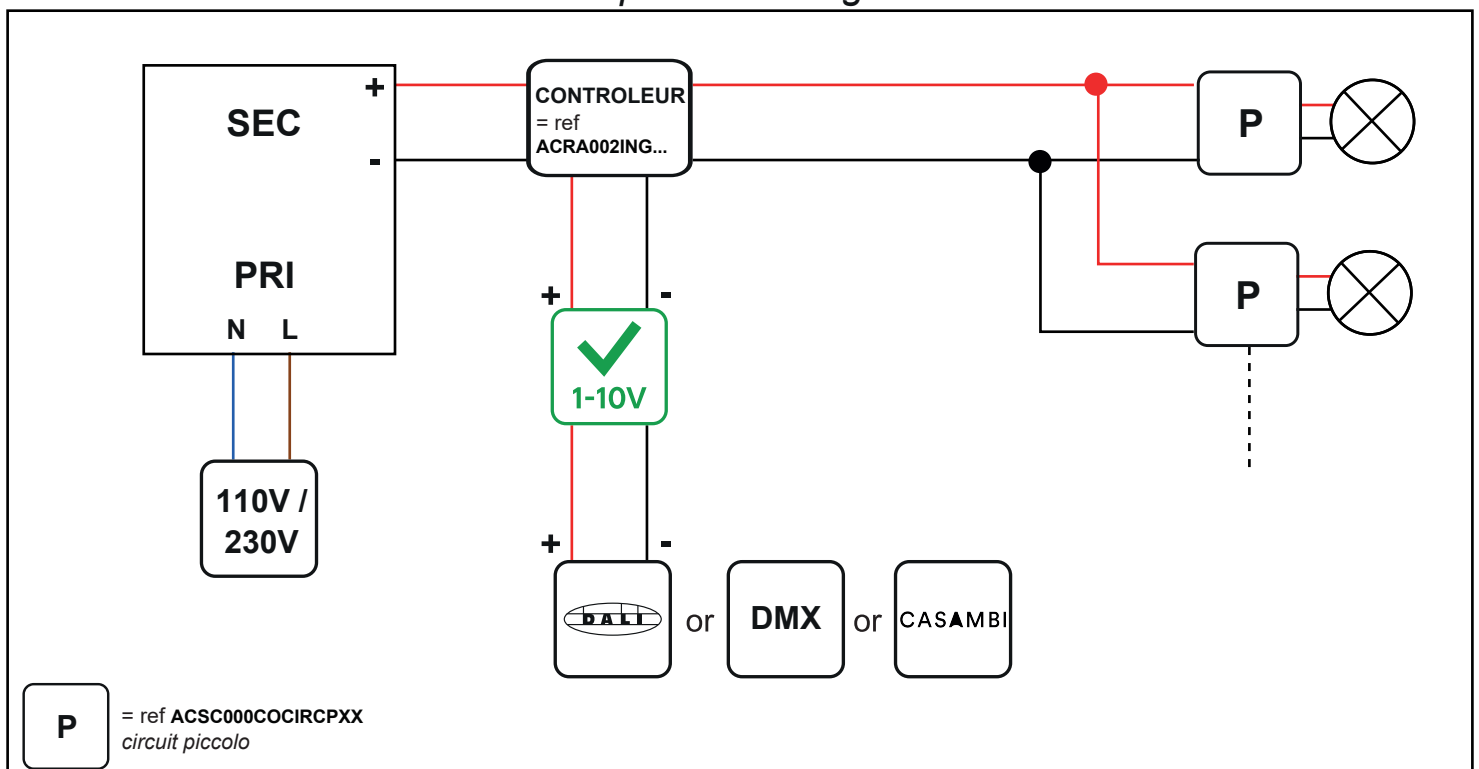 +
SEC
-
PRI
N L
110V /
230V
CONTROLEUR
= ref
ACRA002ING...
+ -
1-10V
+ -
DALI or DMX or CASAMBI
P
P
P
= ref ACSC000COCIRCPXX
circuit piccolo